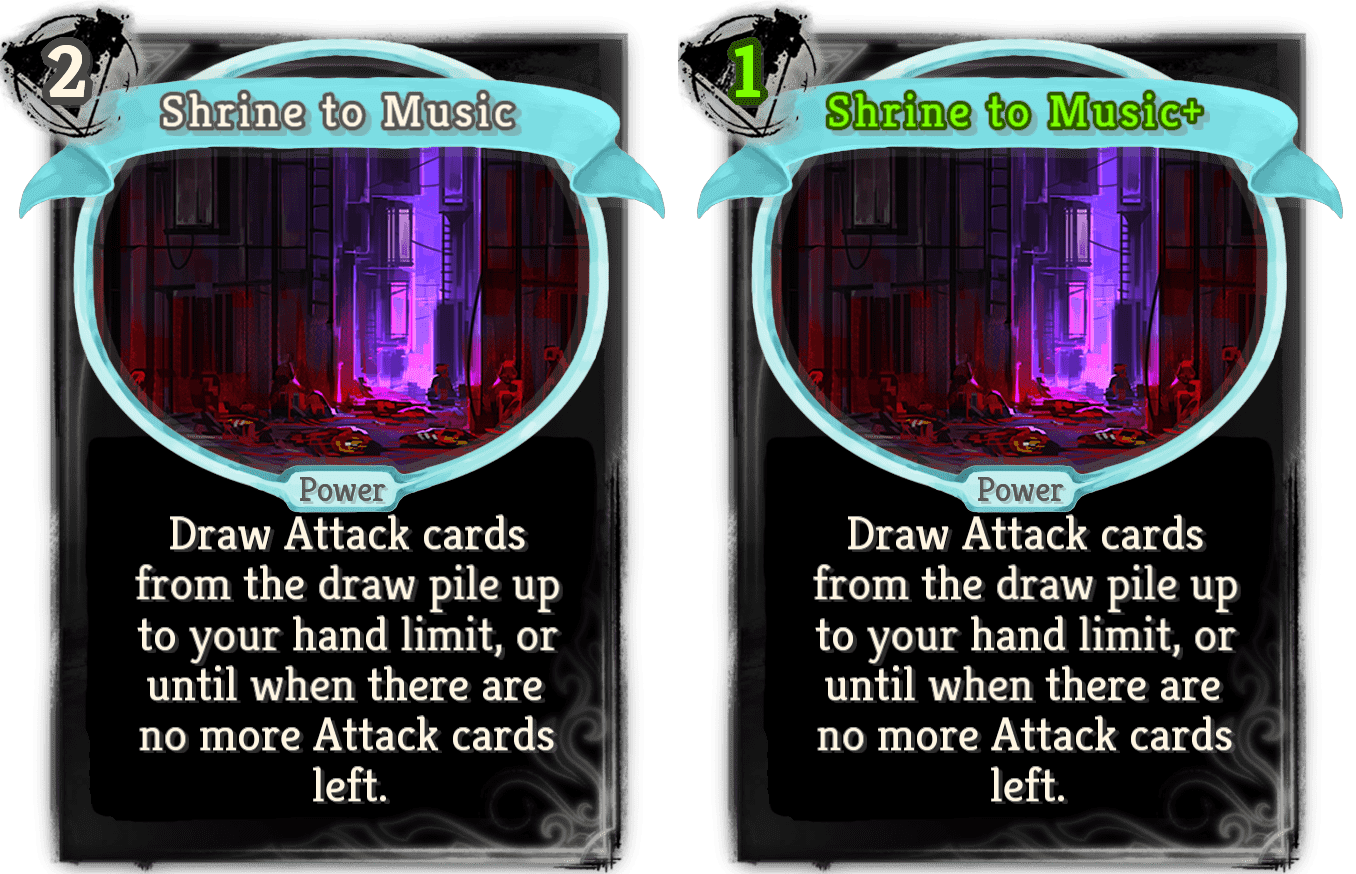 2
Shrine to Music
Power
Draw Attack cards
from the draw pile up
to your hand limit, or
until when there are
no more Attack cards
left.
1
Shrine to Music+
Power
Draw Attack cards
from the draw pile up
to your hand limit, or
until when there are
no more Attack cards
left.